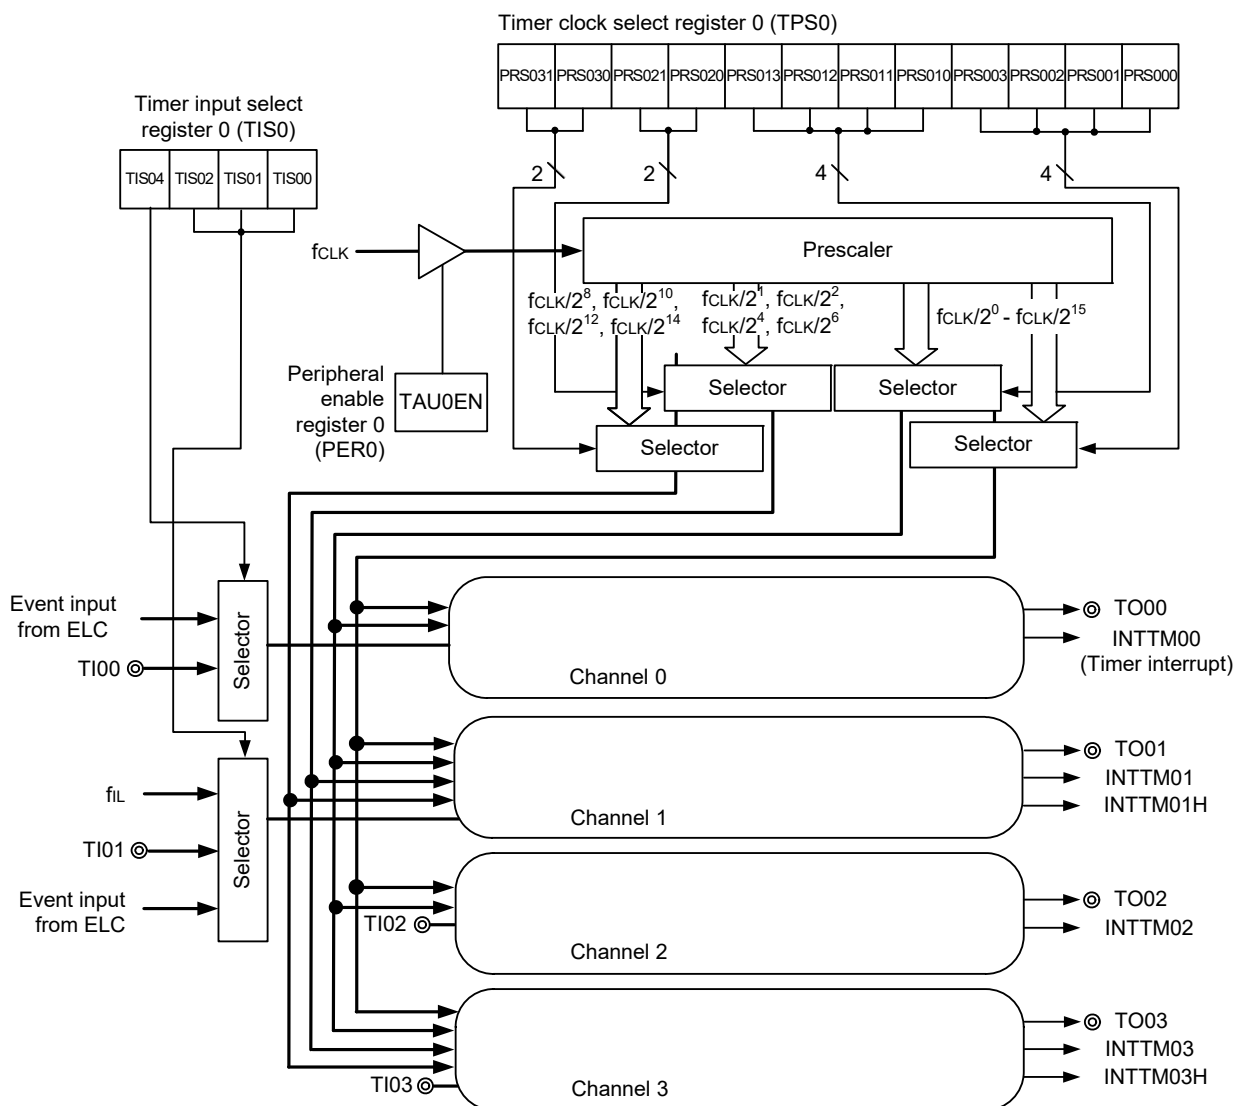 Timer clock select register 0 (TPS0)
PRS031 PRS030 PRS021 PRS020 PRS013 PRS012 PRS011 PRS010 PRS003 PRS002 PRS001 PRS000
Timer input select
register 0 (TIS0)
TIS04 TIS02 TIS01 TIS00
2 2 4 4
fCLK
Prescaler
fCLK/2^8, fCLK/2^10,
fCLK/2^12, fCLK/2^14
fCLK/2^1, fCLK/2^2,
fCLK/2^4, fCLK/2^6
fCLK/2^0 - fCLK/2^15
Peripheral
enable
register 0
(PER0)
TAU0EN
Selector
Selector
Selector
Selector
Event input
from ELC
TI00
Selector
Channel 0
TO00
INTTM00
(Timer interrupt)
fIL
TI01
Event input
from ELC
Selector
Channel 1
TO01
INTTM01
INTTM01H
TI02
Channel 2
TO02
INTTM02
TI03
Channel 3
TO03
INTTM03
INTTM03H